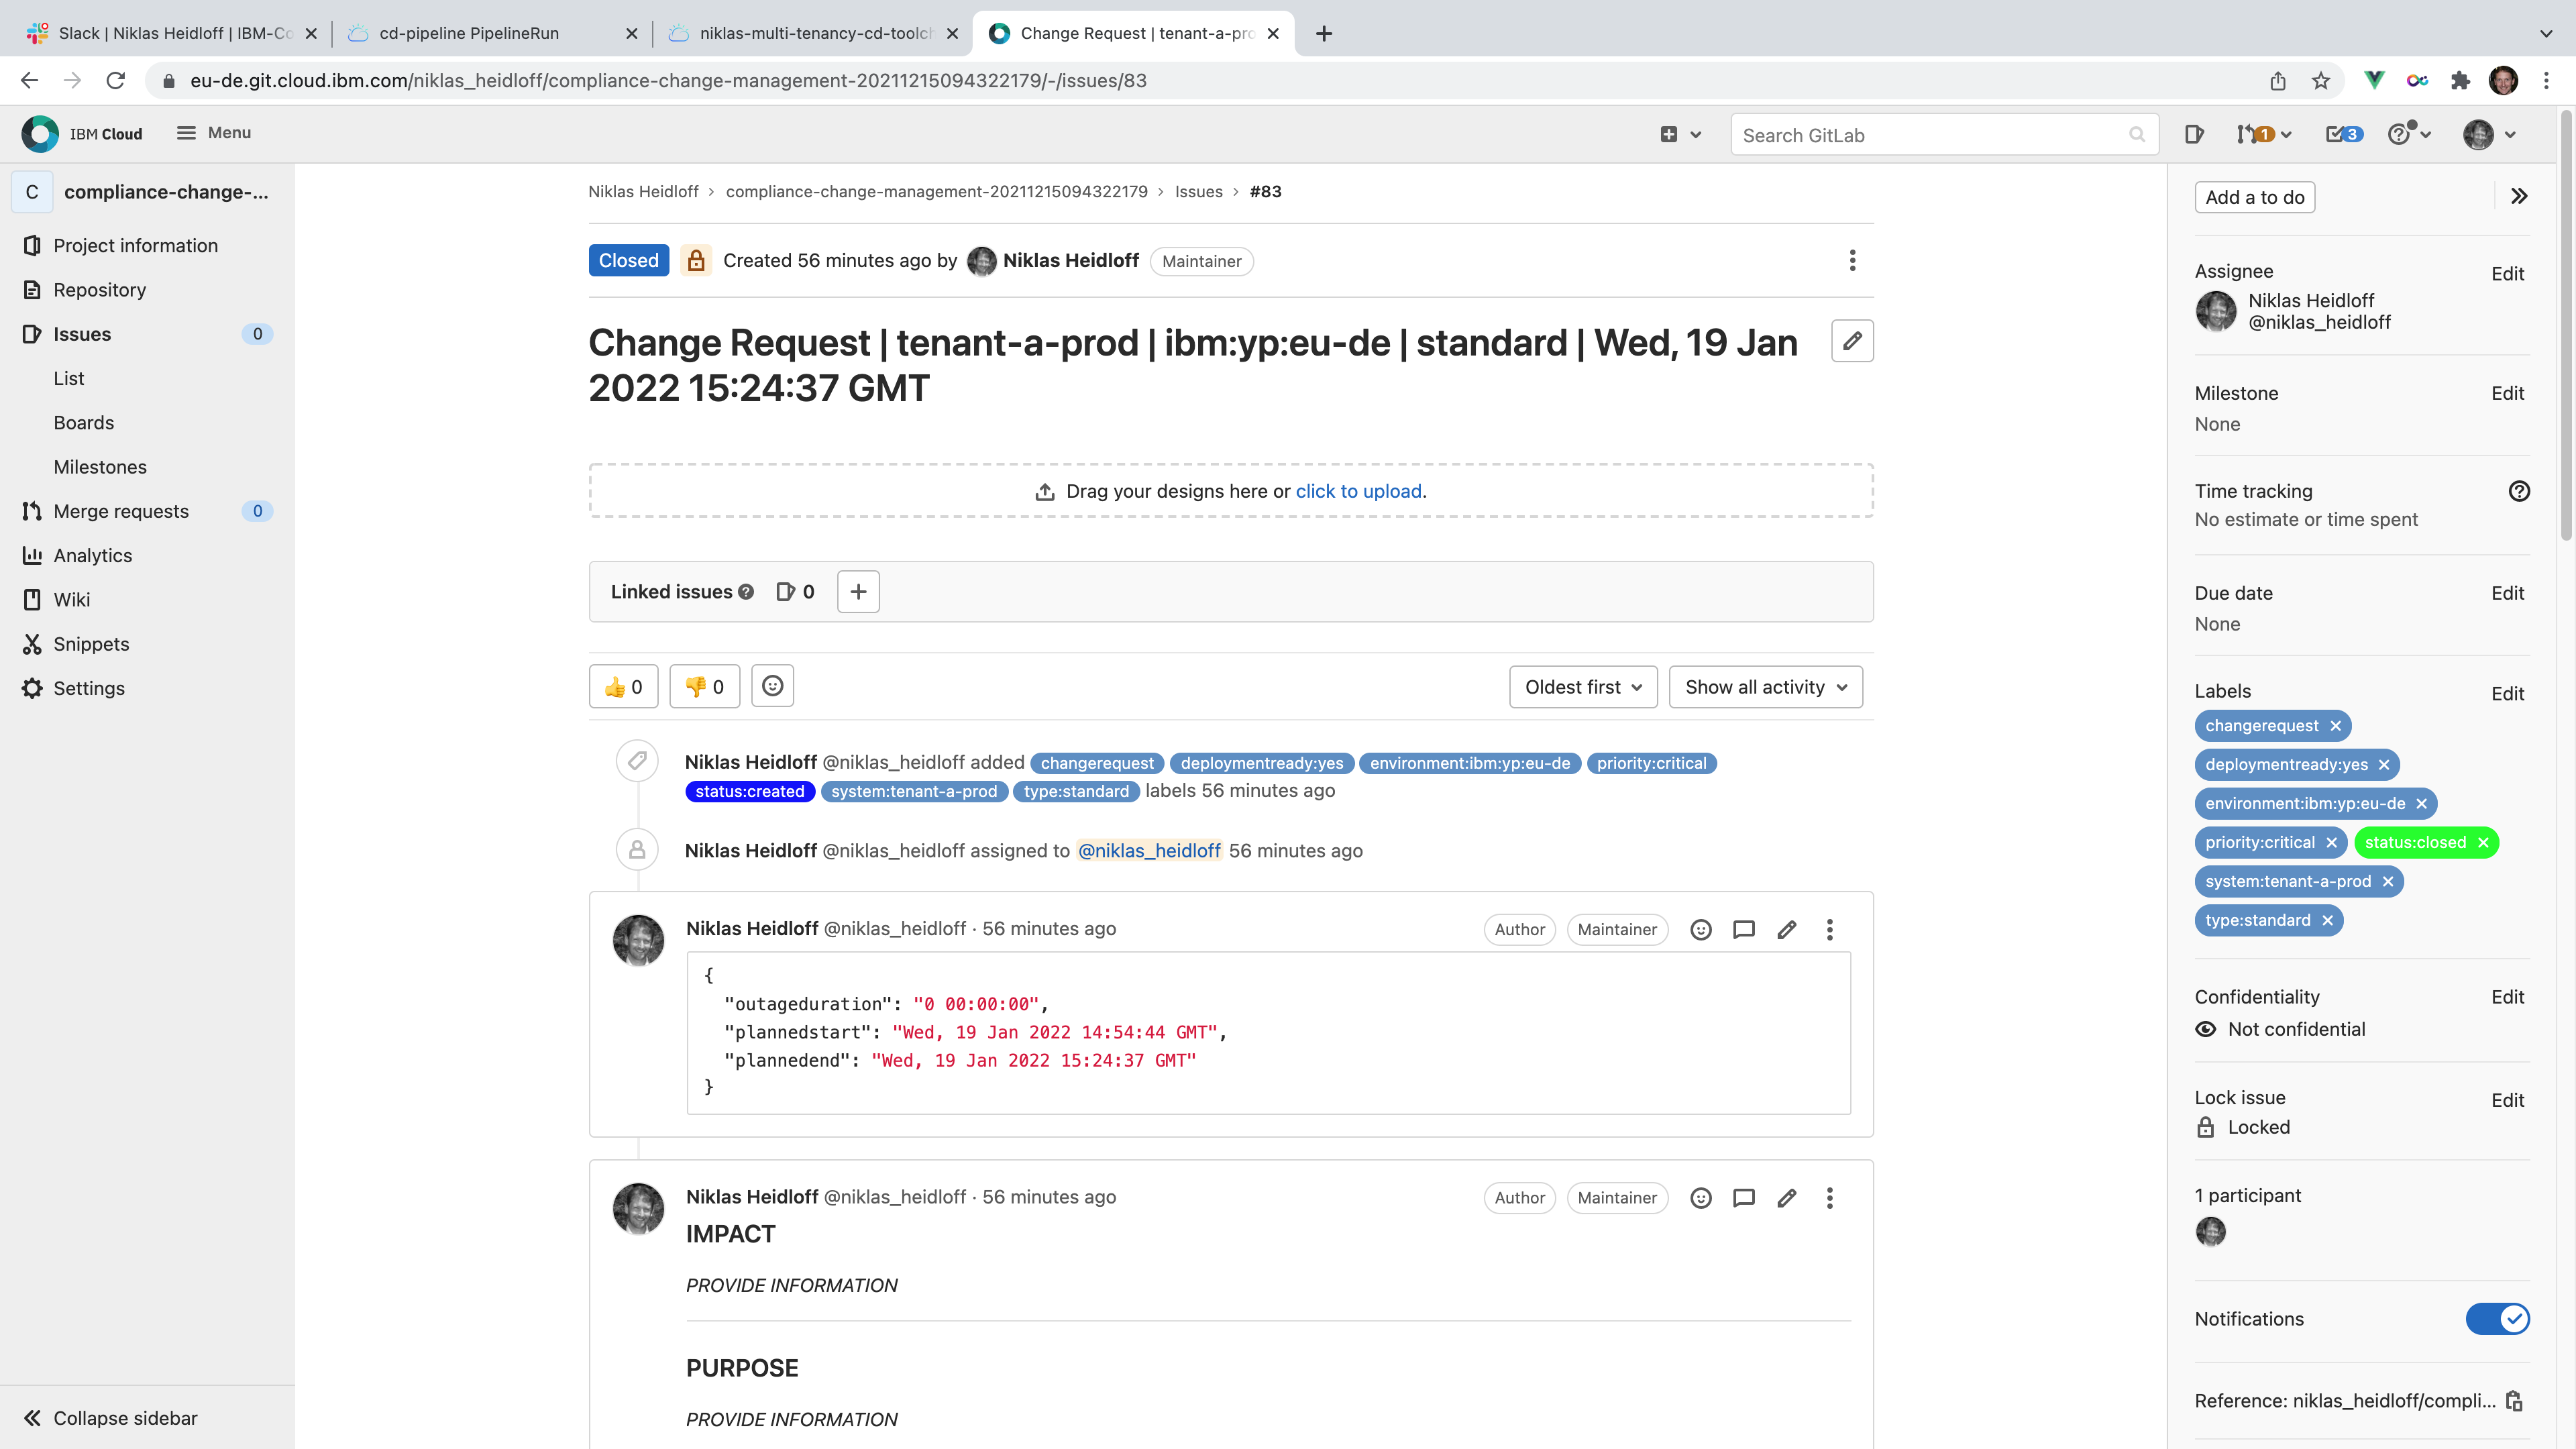 Slack | Niklas Heidloff | IBM-Co
cd-pipeline PipelineRun
niklas-multi-tenancy-cd-toolch
Change Request | tenant-a-pro
eu-de.git.cloud.ibm.com/niklas_heidloff/compliance-change-management-20211215094322179/-/issues/83
IBM Cloud
Menu
Search GitLab
1
3
C
compliance-change-...
Project information
Repository
Issues 0
List
Boards
Milestones
Merge requests 0
Analytics
Wiki
Snippets
Settings
Collapse sidebar
Niklas Heidloff > compliance-change-management-20211215094322179 > Issues > #83
Closed Created 56 minutes ago by Niklas Heidloff Maintainer
Change Request | tenant-a-prod | ibm:yp:eu-de | standard | Wed, 19 Jan
2022 15:24:37 GMT
Drag your designs here or click to upload.
Linked issues 0
0 0
Oldest first Show all activity
Niklas Heidloff @niklas_heidloff added changerequest deploymentready:yes environment:ibm:yp:eu-de priority:critical
status:created system:tenant-a-prod type:standard labels 56 minutes ago
Niklas Heidloff @niklas_heidloff assigned to @niklas_heidloff 56 minutes ago
Niklas Heidloff @niklas_heidloff · 56 minutes ago Author Maintainer
{
"outageduration": "0 00:00:00",
"plannedstart": "Wed, 19 Jan 2022 14:54:44 GMT",
"plannedend": "Wed, 19 Jan 2022 15:24:37 GMT"
}
Niklas Heidloff @niklas_heidloff · 56 minutes ago Author Maintainer
IMPACT
PROVIDE INFORMATION
PURPOSE
PROVIDE INFORMATION
Add a to do
Assignee Edit
Niklas Heidloff
@niklas_heidloff
Milestone Edit
None
Time tracking
No estimate or time spent
Due date Edit
None
Labels Edit
changerequest
deploymentready:yes
environment:ibm:yp:eu-de
priority:critical status:closed
system:tenant-a-prod
type:standard
Confidentiality Edit
Not confidential
Lock issue Edit
Locked
1 participant
Notifications
Reference: niklas_heidloff/compli...